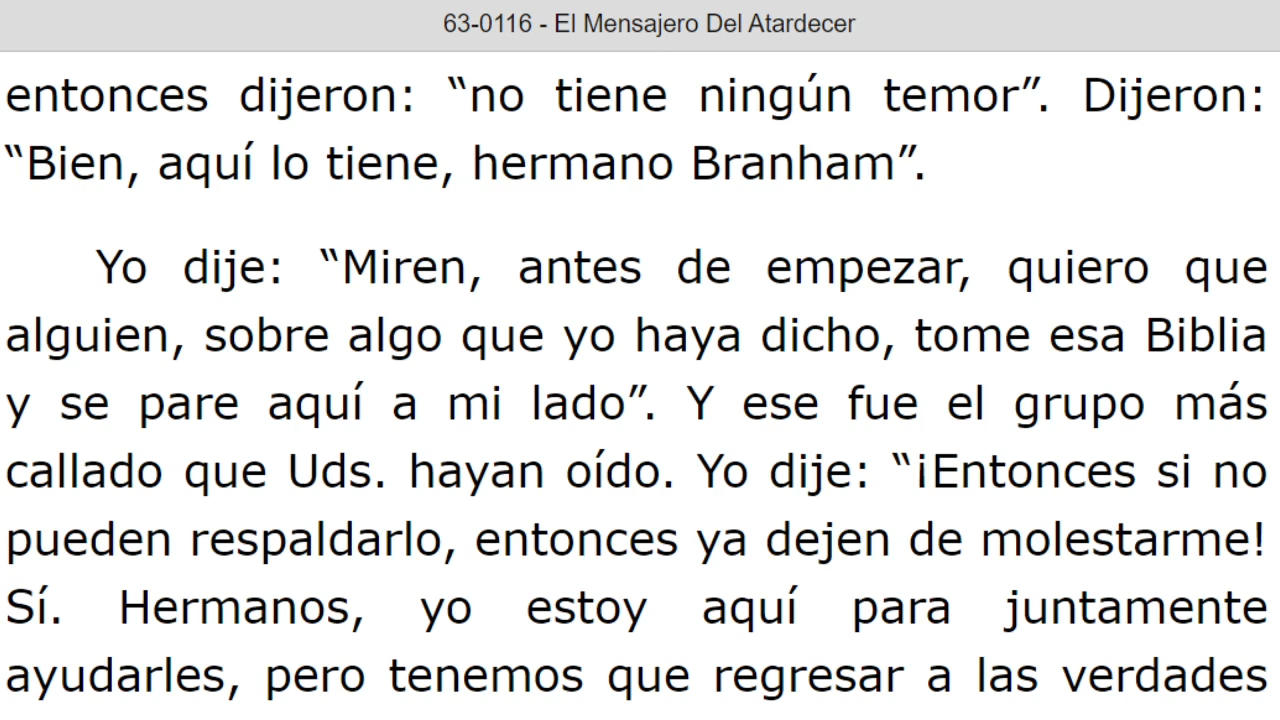 63-0116 - El Mensajero Del Atardecer
entonces dijeron: “no tiene ningún temor”. Dijeron:
“Bien, aquí lo tiene, hermano Branham”.
Yo dije: “Miren, antes de empezar, quiero que
alguien, sobre algo que yo haya dicho, tome esa Biblia
y se pare aquí a mi lado”. Y ese fue el grupo más
callado que Uds. hayan oído. Yo dije: “¡Entonces si no
pueden respaldarlo, entonces ya dejen de molestarme!
Sí. Hermanos, yo estoy aquí para juntamente
ayudarles, pero tenemos que regresar a las verdades